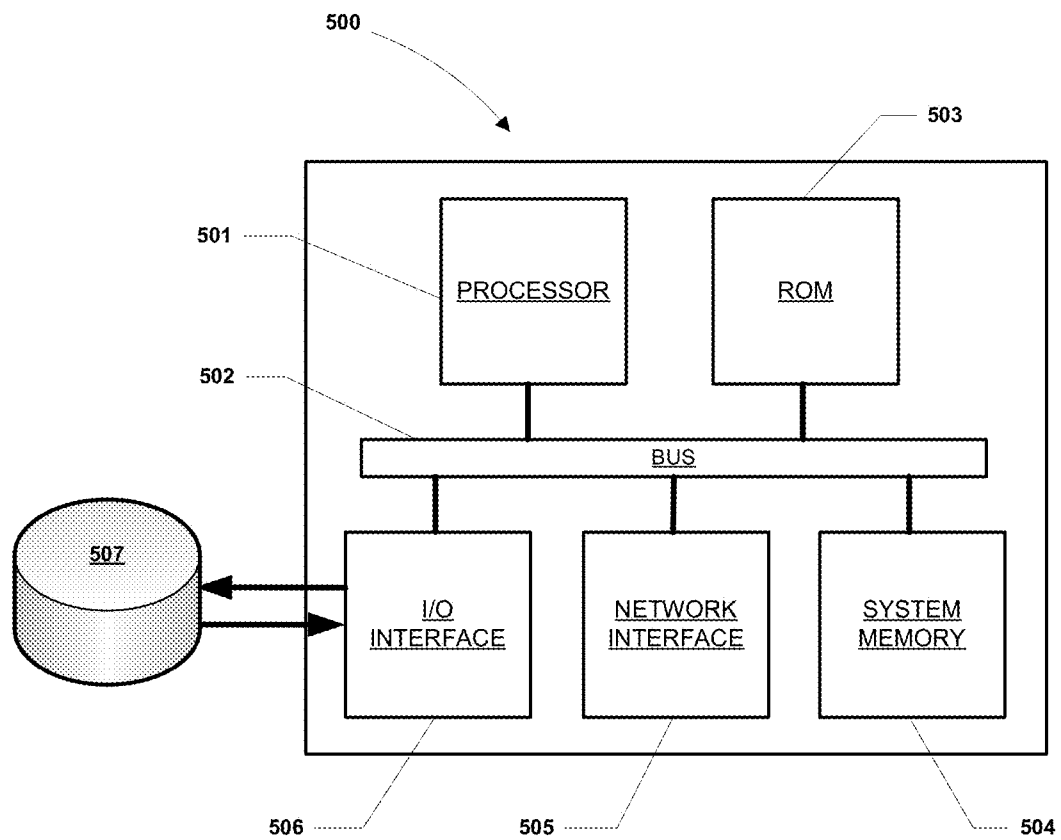 500
503
501
PROCESSOR
ROM
502
BUS
507
I/O
INTERFACE
NETWORK
INTERFACE
SYSTEM
MEMORY
506
505
504